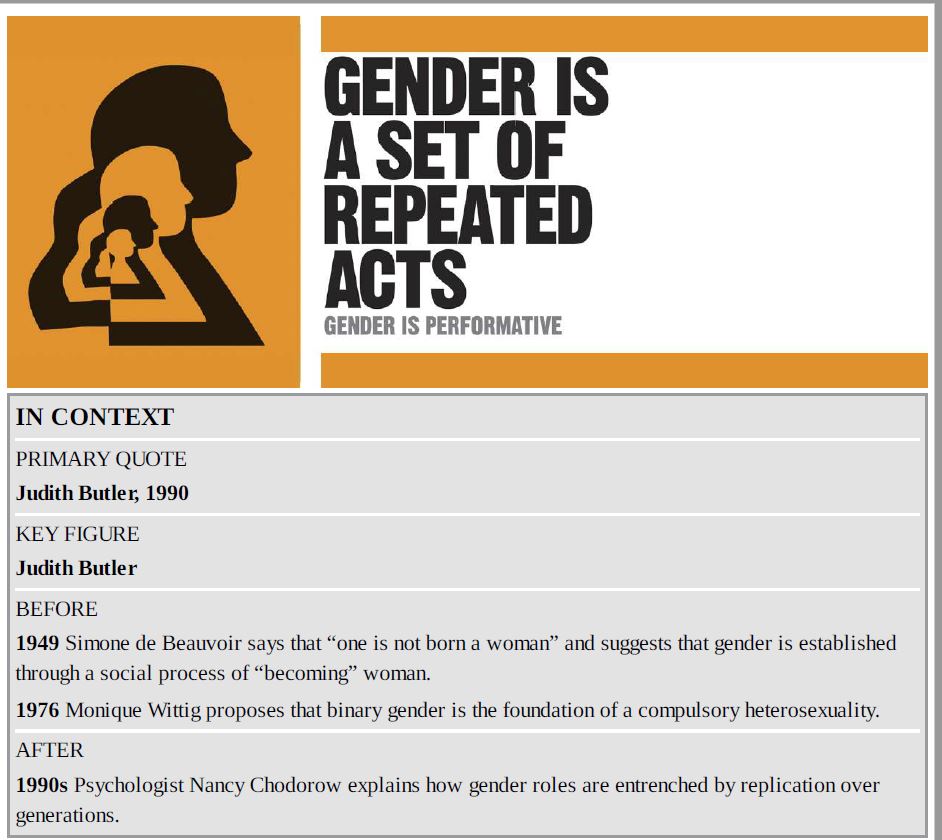 GENDER IS
A SET OF
REPEATED
ACTS
GENDER IS PERFORMATIVE
IN CONTEXT
PRIMARY QUOTE
Judith Butler, 1990
KEY FIGURE
Judith Butler
BEFORE
1949 Simone de Beauvoir says that “one is not born a woman” and suggests that gender is established
through a social process of “becoming” woman.
1976 Monique Wittig proposes that binary gender is the foundation of a compulsory heterosexuality.
AFTER
1990s Psychologist Nancy Chodorow explains how gender roles are entrenched by replication over
generations.